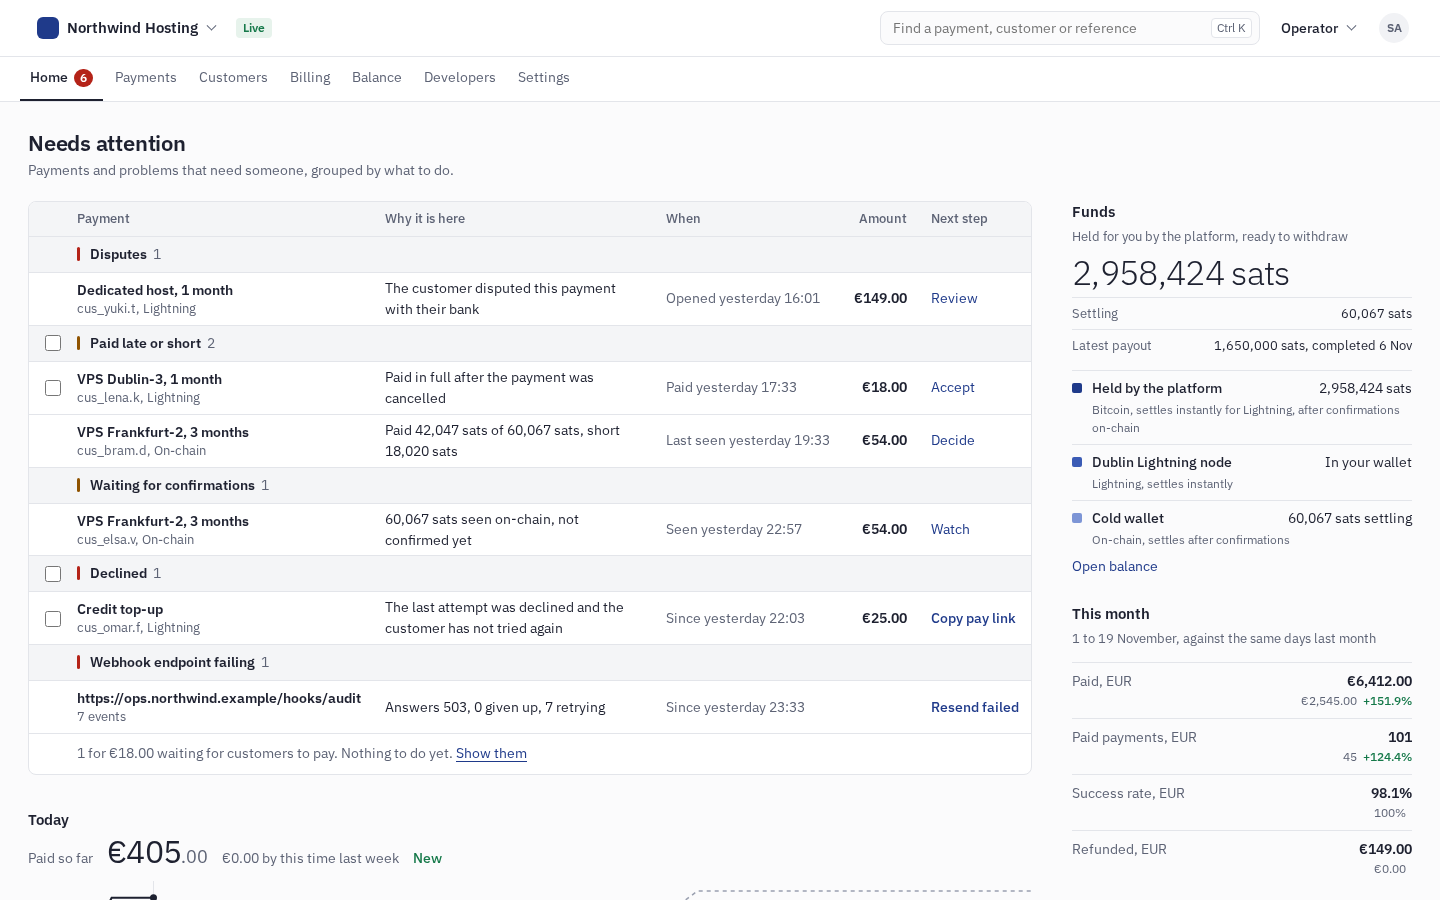 Northwind Hosting
Live
Find a payment, customer or reference
Ctrl K
Operator
SA
Home 6
Payments
Customers
Billing
Balance
Developers
Settings
Needs attention
Payments and problems that need someone, grouped by what to do.
Payment Why it is here When Amount Next step
Disputes 1
Dedicated host, 1 month
cus_yuki.t, Lightning
The customer disputed this payment
with their bank
Opened yesterday 16:01
€149.00
Review
Paid late or short 2
VPS Dublin-3, 1 month
cus_lena.k, Lightning
Paid in full after the payment was
cancelled
Paid yesterday 17:33
€18.00
Accept
VPS Frankfurt-2, 3 months
cus_bram.d, On-chain
Paid 42,047 sats of 60,067 sats, short
18,020 sats
Last seen yesterday 19:33
€54.00
Decide
Waiting for confirmations 1
VPS Frankfurt-2, 3 months
cus_elsa.v, On-chain
60,067 sats seen on-chain, not
confirmed yet
Seen yesterday 22:57
€54.00
Watch
Declined 1
Credit top-up
cus_omar.f, Lightning
The last attempt was declined and the
customer has not tried again
Since yesterday 22:03
€25.00
Copy pay link
Webhook endpoint failing 1
https://ops.northwind.example/hooks/audit
7 events
Answers 503, 0 given up, 7 retrying
Since yesterday 23:33
Resend failed
1 for €18.00 waiting for customers to pay. Nothing to do yet. Show them
Today
Paid so far €405.00 €0.00 by this time last week New
Funds
Held for you by the platform, ready to withdraw
2,958,424 sats
Settling 60,067 sats
Latest payout 1,650,000 sats, completed 6 Nov
Held by the platform 2,958,424 sats
Bitcoin, settles instantly for Lightning, after confirmations
on-chain
Dublin Lightning node In your wallet
Lightning, settles instantly
Cold wallet 60,067 sats settling
On-chain, settles after confirmations
Open balance
This month
1 to 19 November, against the same days last month
Paid, EUR €6,412.00
€2,545.00 +151.9%
Paid payments, EUR 101
45 +124.4%
Success rate, EUR 98.1%
100%
Refunded, EUR €149.00
€0.00